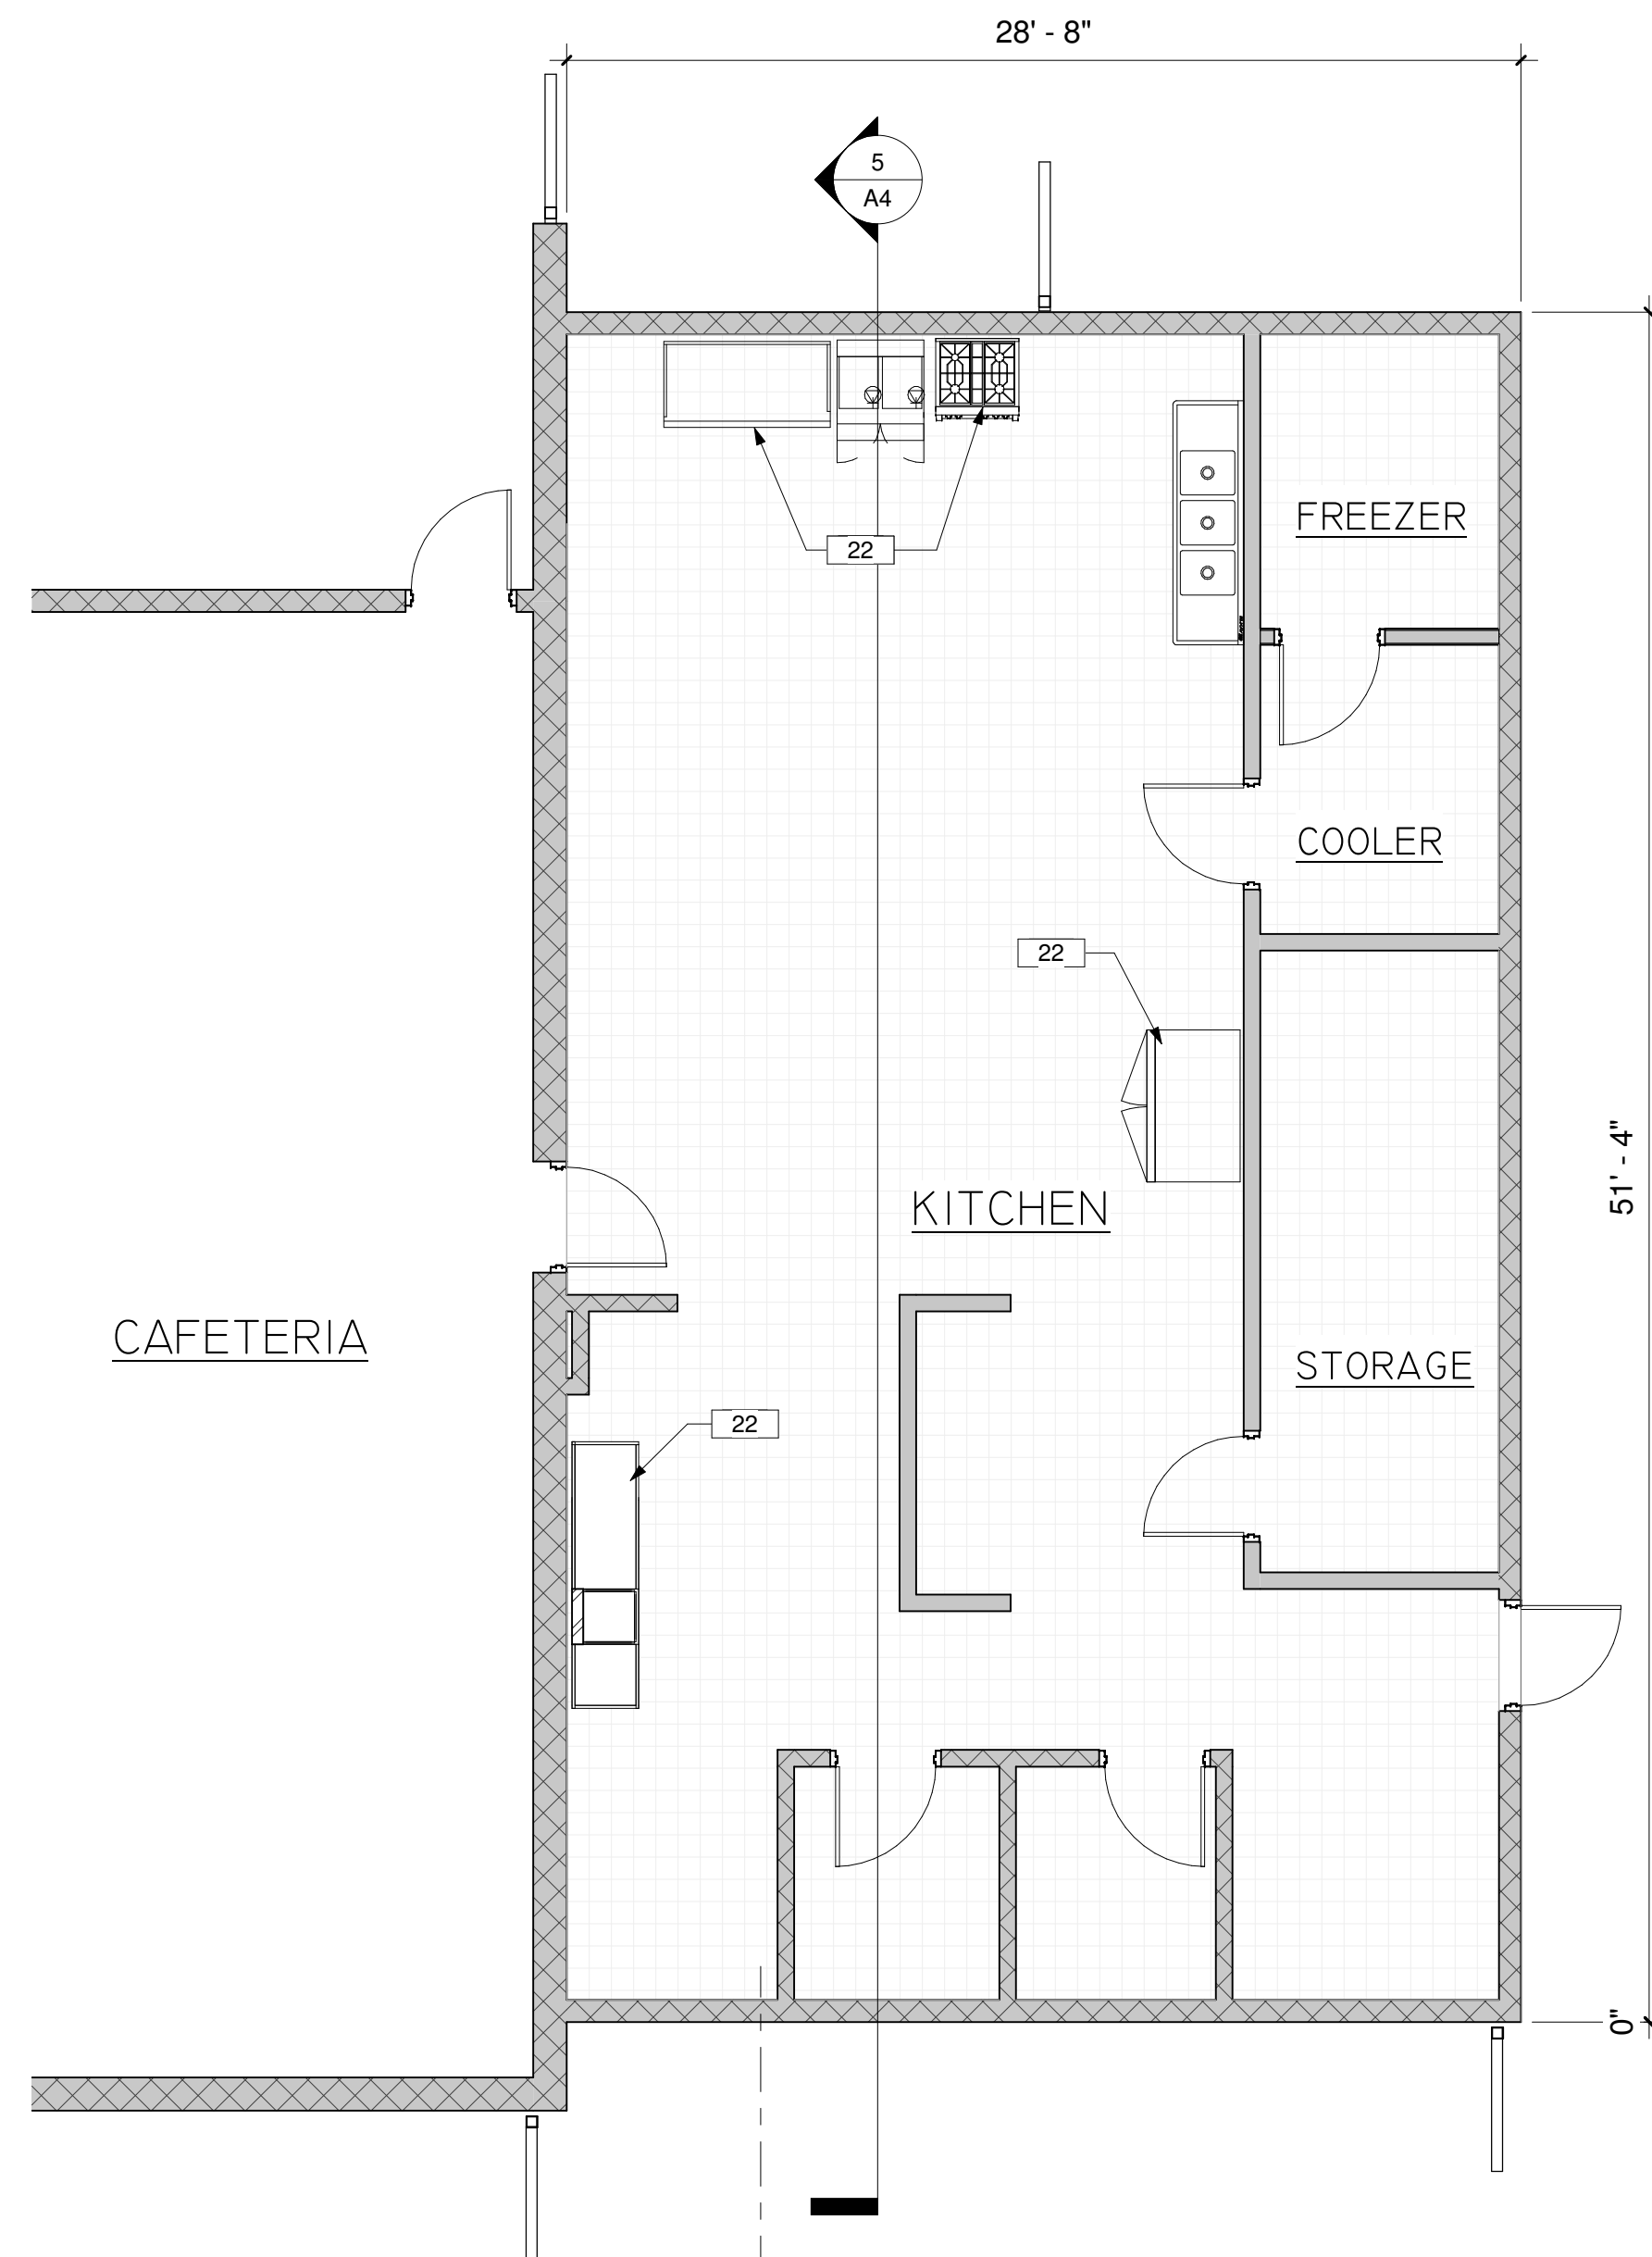 28' - 8"
5
A4
22
FREEZER
COOLER
22
51' - 4"
KITCHEN
CAFETERIA
STORAGE
22
0"